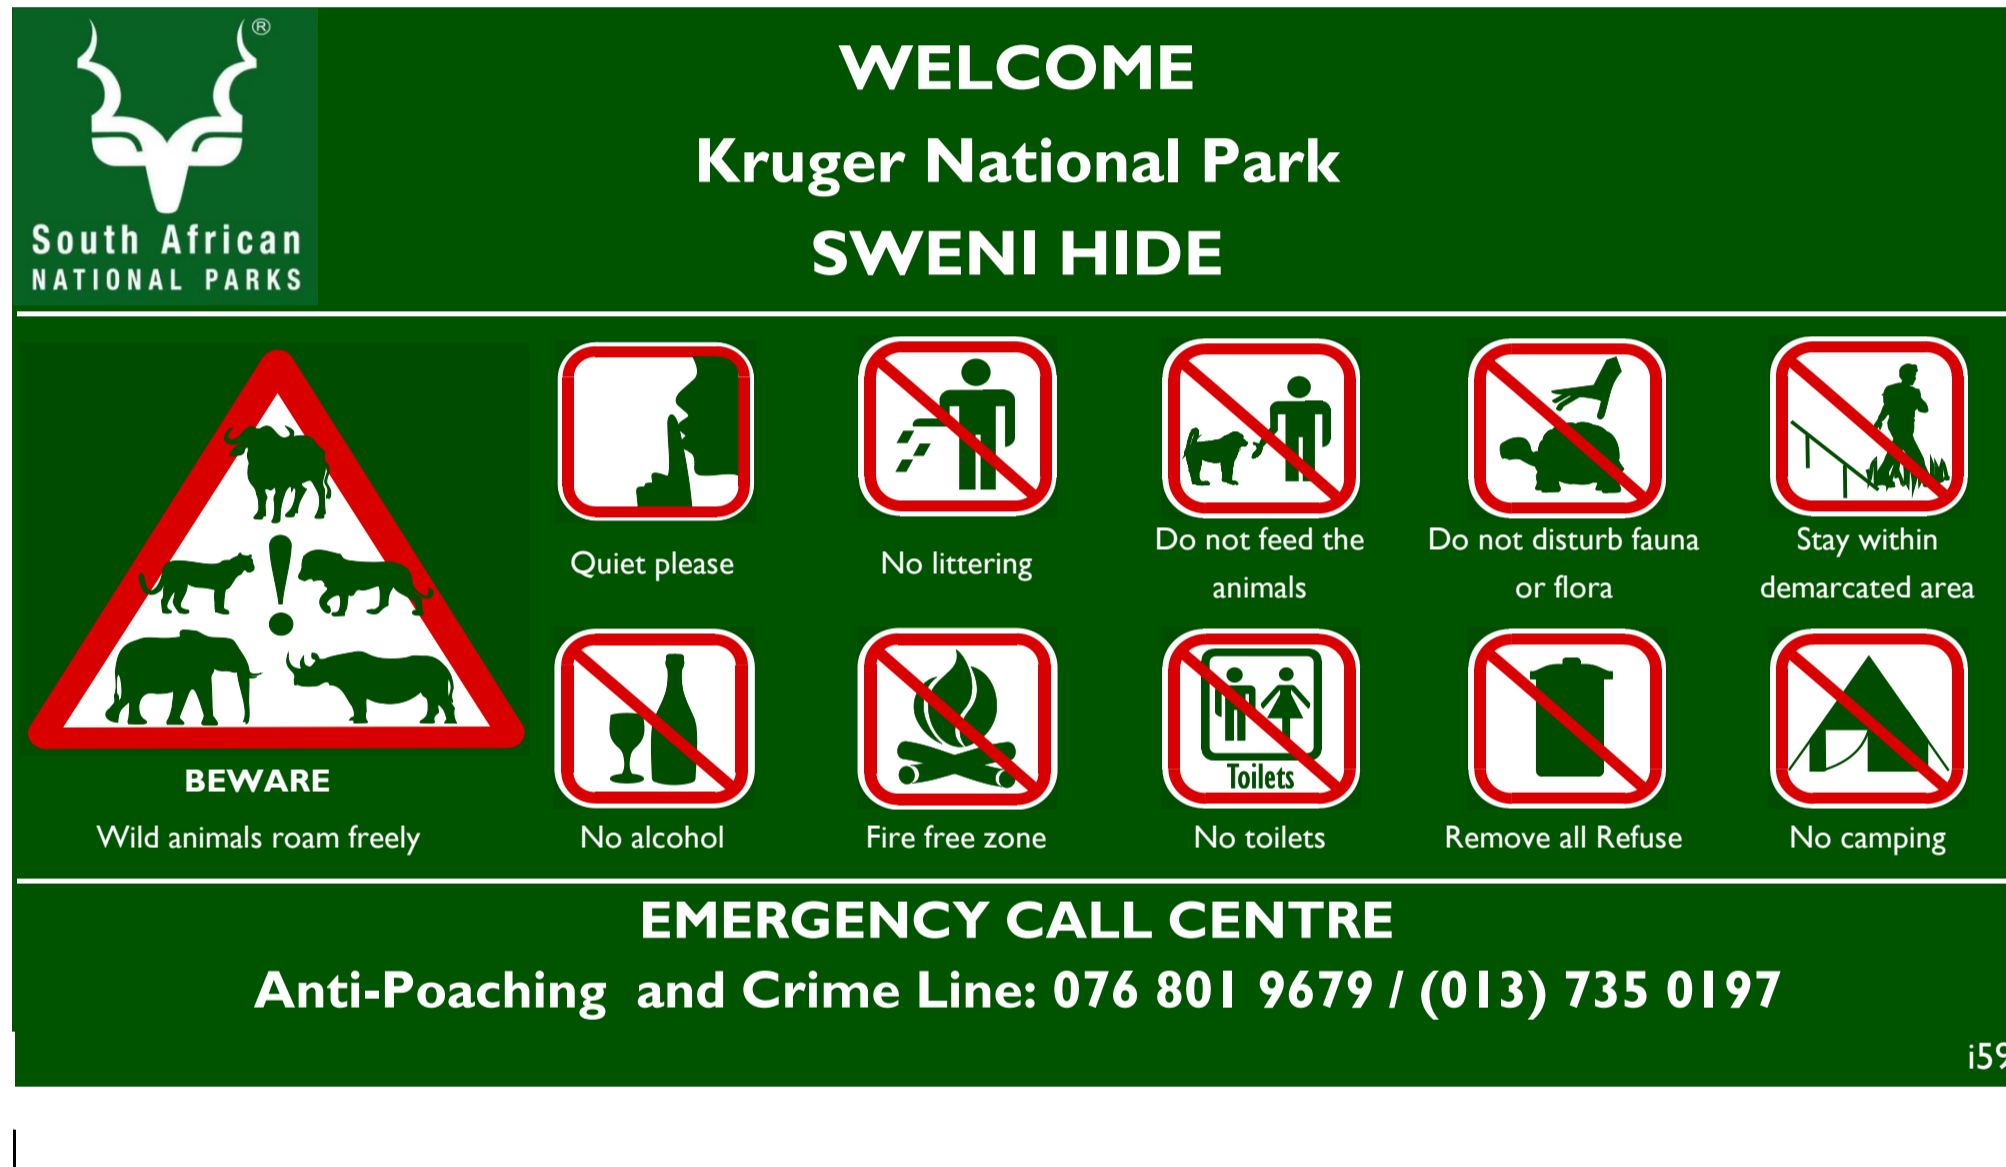 ®
South African
NATIONAL PARKS
WELCOME
Kruger National Park
SWENI HIDE
Quiet please
No littering
Do not feed the
animals
Do not disturb fauna
or flora
Stay within
demarcated area
BEWARE
Wild animals roam freely
No alcohol
Fire free zone
Toilets
No toilets
Remove all Refuse
No camping
EMERGENCY CALL CENTRE
Anti-Poaching and Crime Line: 076 801 9679 / (013) 735 0197
i59